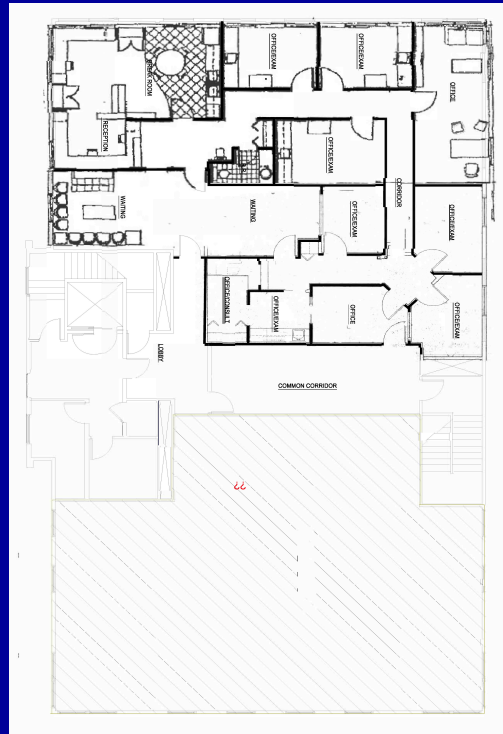 OFFICE/EXAM
OFFICE/EXAM
OFFICE
BREAK ROOM
RECEPTION
OFFICE/EXAM
CORRIDOR
WAITING
WAITING
OFFICE/EXAM
OFFICE/EXAM
OFFICE/CONSULT
OFFICE/EXAM
OFFICE
OFFICE/EXAM
LOBBY
COMMON CORRIDOR
??